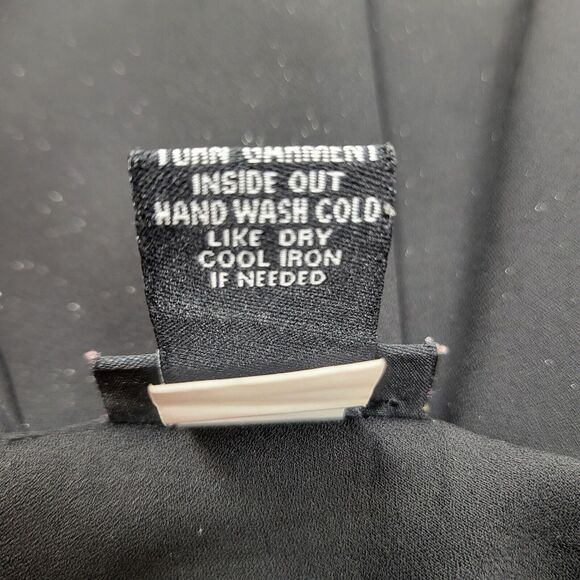 TURN GARMENT
INSIDE OUT
HAND WASH COLD
LIKE DRY
COOL IRON
IF NEEDED